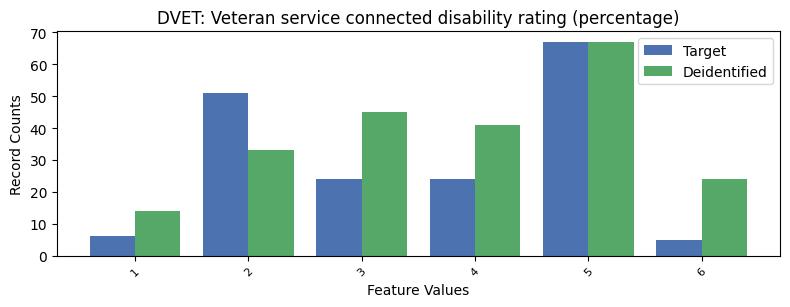 DVET: Veteran service connected disability rating (percentage)
70
60
50
40
30
20
10
0
Record Counts
Target
Deidentified
1 2 3 4 5 6
Feature Values